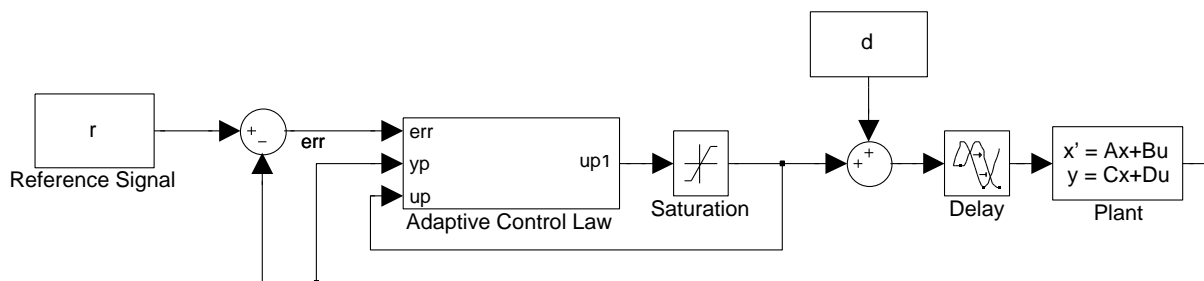 d
r
+
−
err
Reference Signal
err
yp
up
up1
Adaptive Control Law
Saturation
+
+
Delay
x' = Ax+Bu
y = Cx+Du
Plant